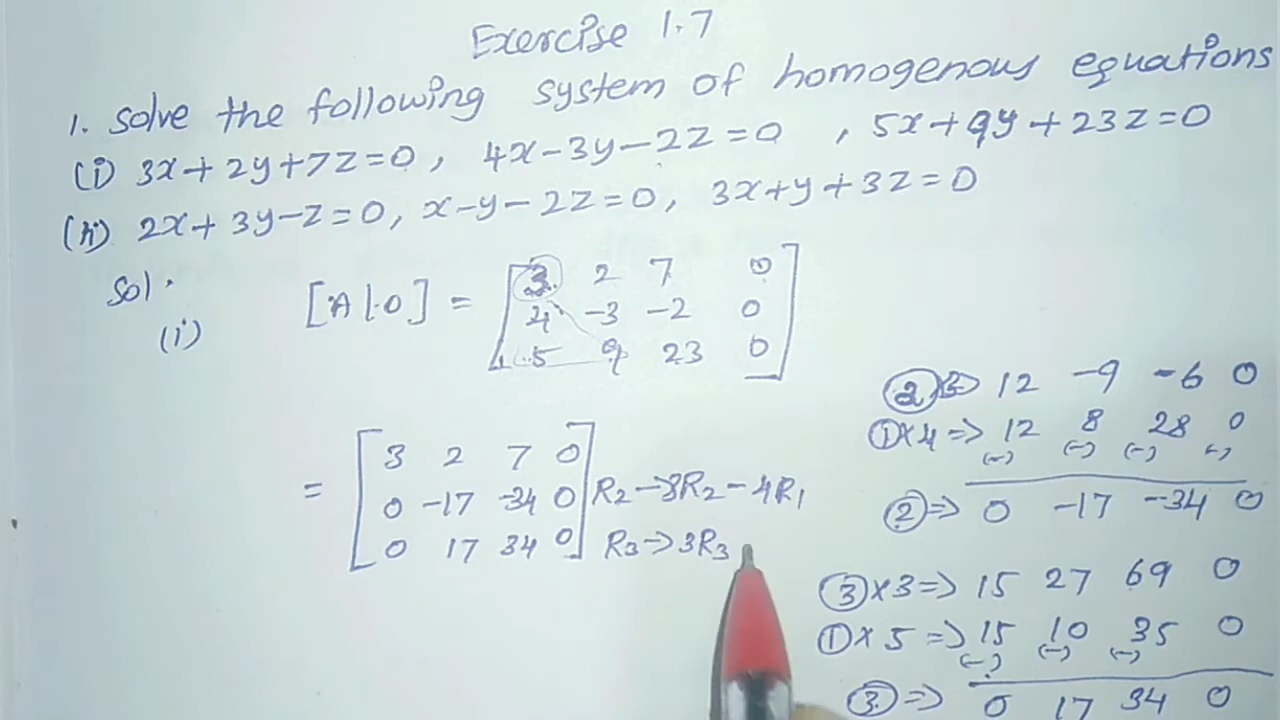 Exercise 1.7
1. Solve the following system of homogenous equations
(i) 3x+2y+7z=0, 4x-3y-2z=0, 5x+9y+23z=0
(ii) 2x+3y-z=0, x-y-2z=0, 3x+y+3z=0
Sol.
(i) [A|0] = [3 2 7 0
4 -3 -2 0
5 9 23 0]
= [3 2 7 0
0 -17 -34 0] R2→3R2-4R1
0 17 34 0] R3→3R3
②×3⇒ 12 -9 -6 0
①×4⇒ 12 8 28 0
(-) (-) (-) (-)
②⇒ 0 -17 -34 0
③×3⇒ 15 27 69 0
①×5⇒ 15 10 35 0
(-) (-) (-)
③⇒ 0 17 34 0